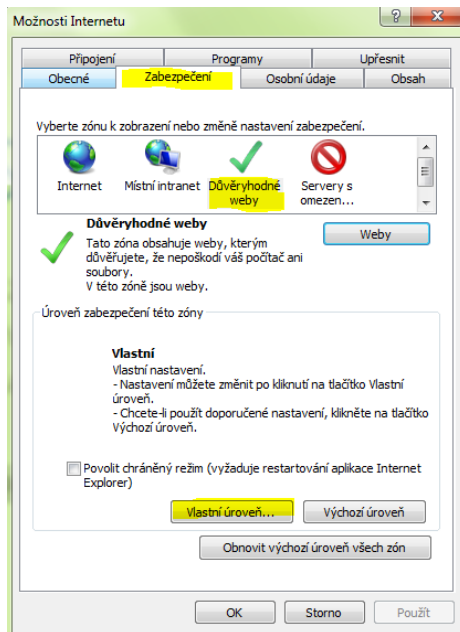 Možnosti Internetu
Připojení Programy Upřesnit
Obecné Zabezpečení Osobní údaje Obsah
Vyberte zónu k zobrazení nebo změně nastavení zabezpečení.
Internet Místní intranet Důvěryhodné weby Servery s omezen...
Důvěryhodné weby
Tato zóna obsahuje weby, kterým
důvěřujete, že nepoškodí váš počítač ani
soubory.
V této zóně jsou weby.
Weby
Úroveň zabezpečení této zóny
Vlastní
Vlastní nastavení.
- Nastavení můžete změnit po kliknutí na tlačítko Vlastní
úroveň.
- Chcete-li použít doporučené nastavení, klikněte na tlačítko
Výchozí úroveň.
Povolit chráněný režim (vyžaduje restartování aplikace Internet
Explorer)
Vlastní úroveň... Výchozí úroveň
Obnovit výchozí úroveň všech zón
OK Storno Použít